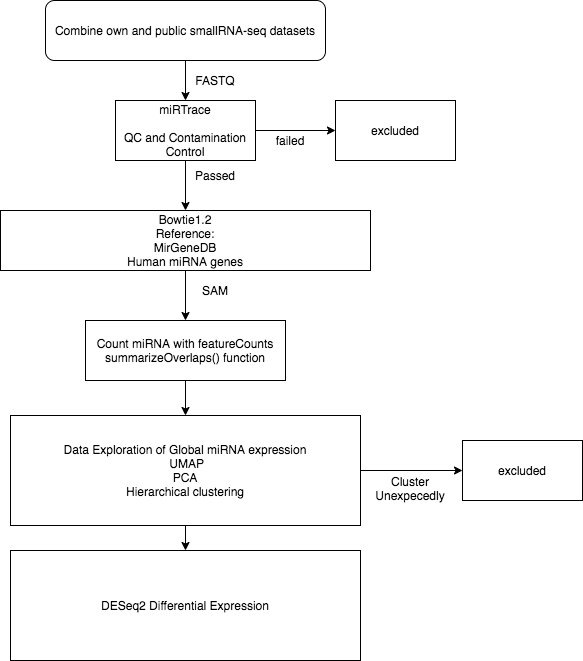 Combine own and public smallRNA-seq datasets
FASTQ
miRTrace
QC and Contamination
Control
failed
excluded
Passed
Bowtie1.2
Reference:
MirGeneDB
Human miRNA genes
SAM
Count miRNA with featureCounts
summarizeOverlaps() function
Data Exploration of Global miRNA expression
UMAP
PCA
Hierarchical clustering
Cluster
Unexpecedly
excluded
DESeq2 Differential Expression